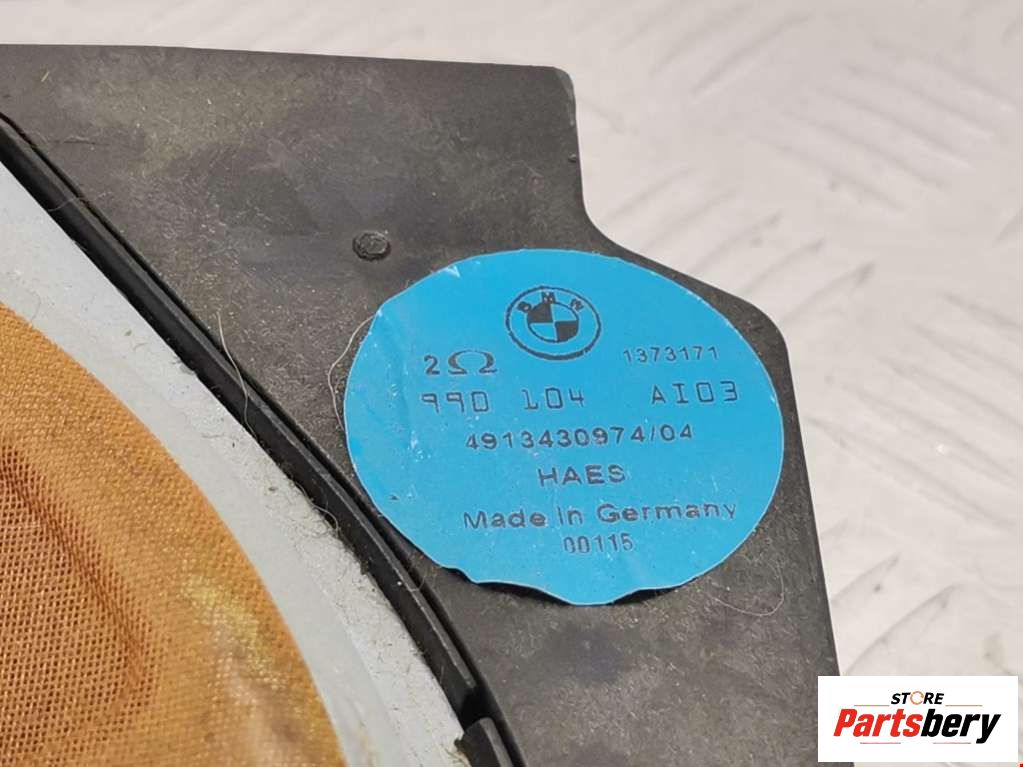 BMW
2Ω 1373171
990 104 AI03
4913430974/04
HAES
Made in Germany
00115
STORE
Partsbery